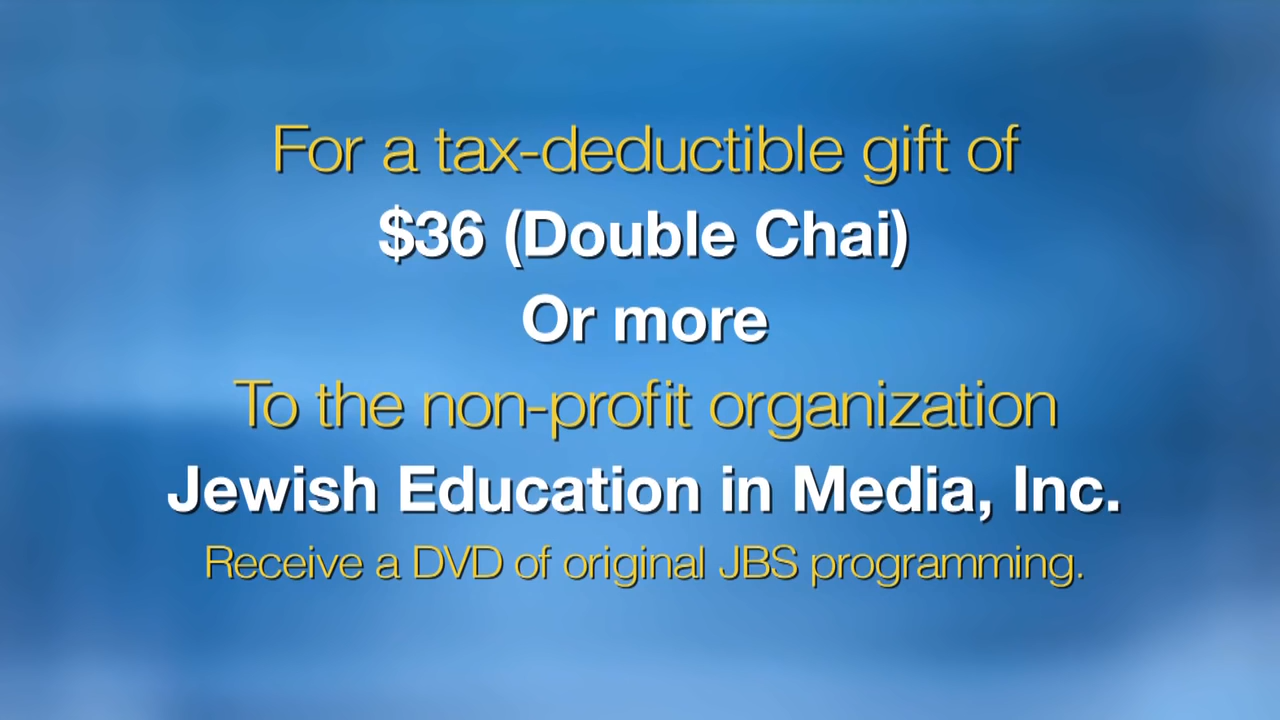 For a tax-deductible gift of
$36 (Double Chai)
Or more
To the non-profit organization
Jewish Education in Media, Inc.
Receive a DVD of original JBS programming.